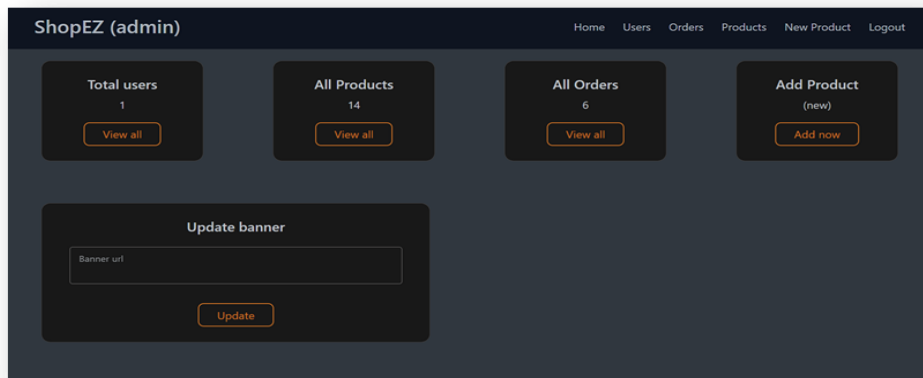 ShopEZ (admin)
Home Users Orders Products New Product Logout
Total users
1
View all
All Products
14
View all
All Orders
6
View all
Add Product
(new)
Add now
Update banner
Banner url
Update